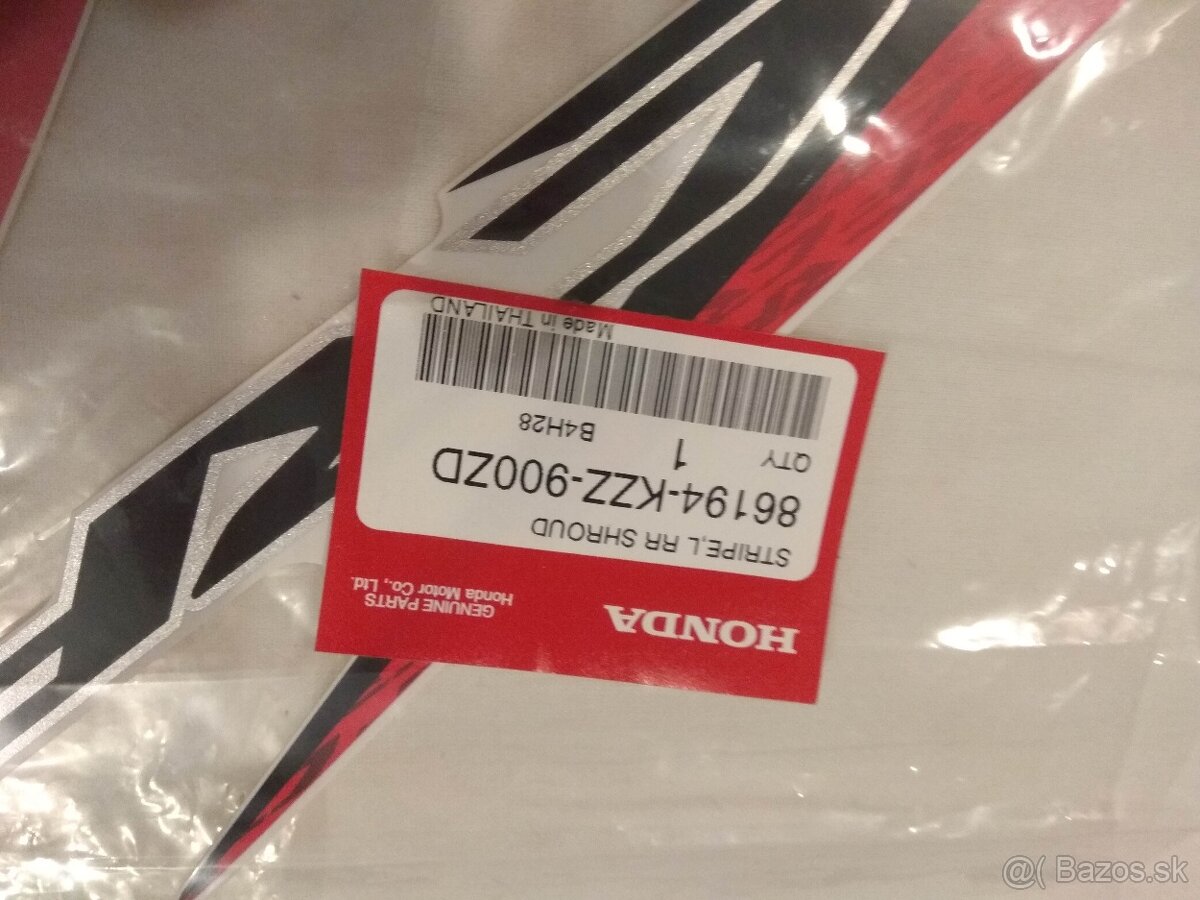 HONDA
GENUINE PARTS
Honda Motor Co., Ltd.
STRIPE,L RR SHROUD
86194-KZZ-900ZD
QTY 1 B4H28
Made in THAILAND
@( Bazos.sk